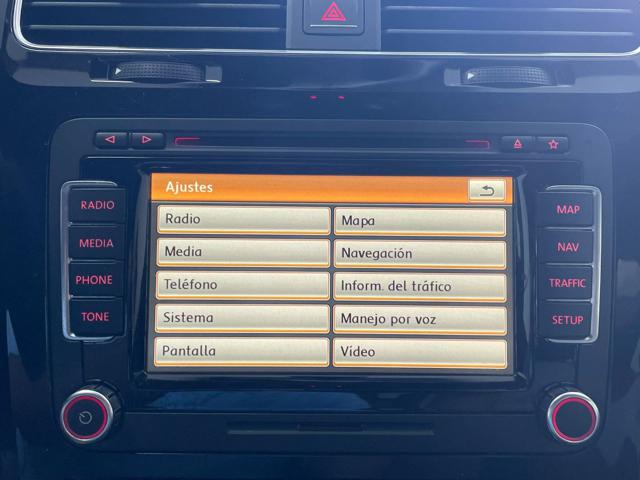 Ajustes
RADIO
MEDIA
PHONE
TONE
Radio
Mapa
Media
Navegación
Teléfono
Inform. del tráfico
Sistema
Manejo por voz
Pantalla
Vídeo
MAP
NAV
TRAFFIC
SETUP